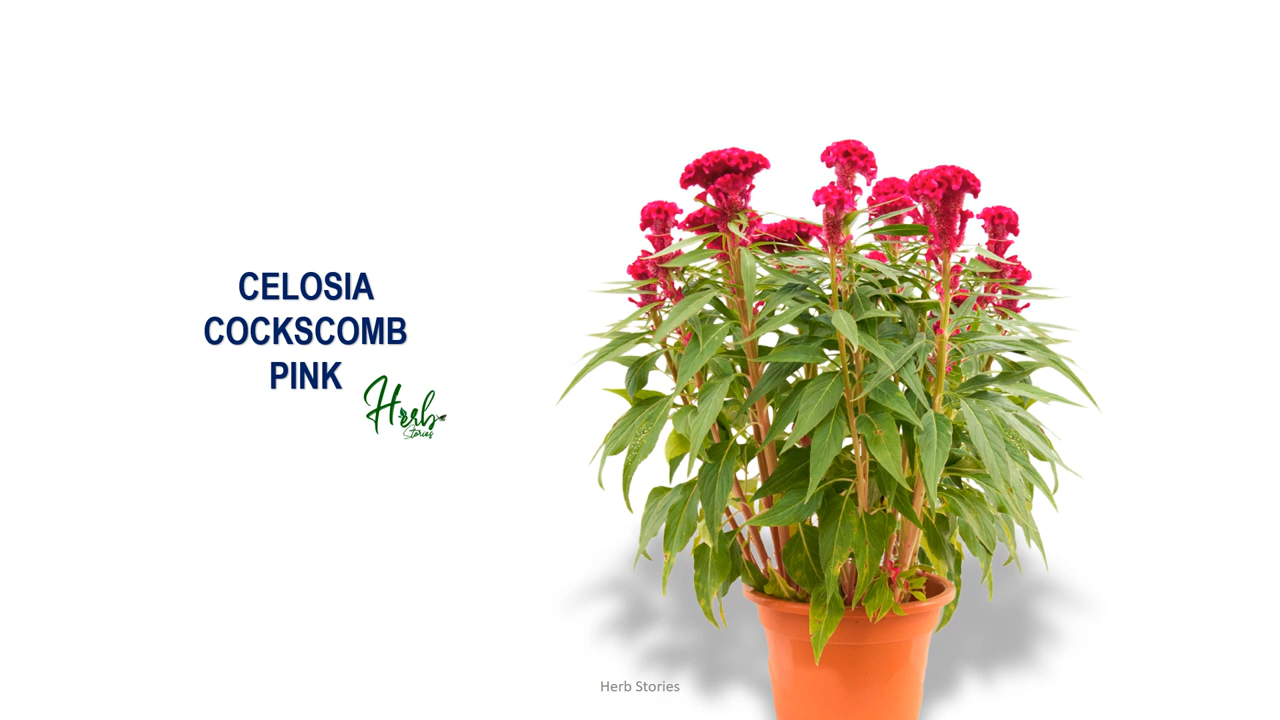 CELOSIA
COCKSCOMB
PINK
Herb
Stories
Herb Stories